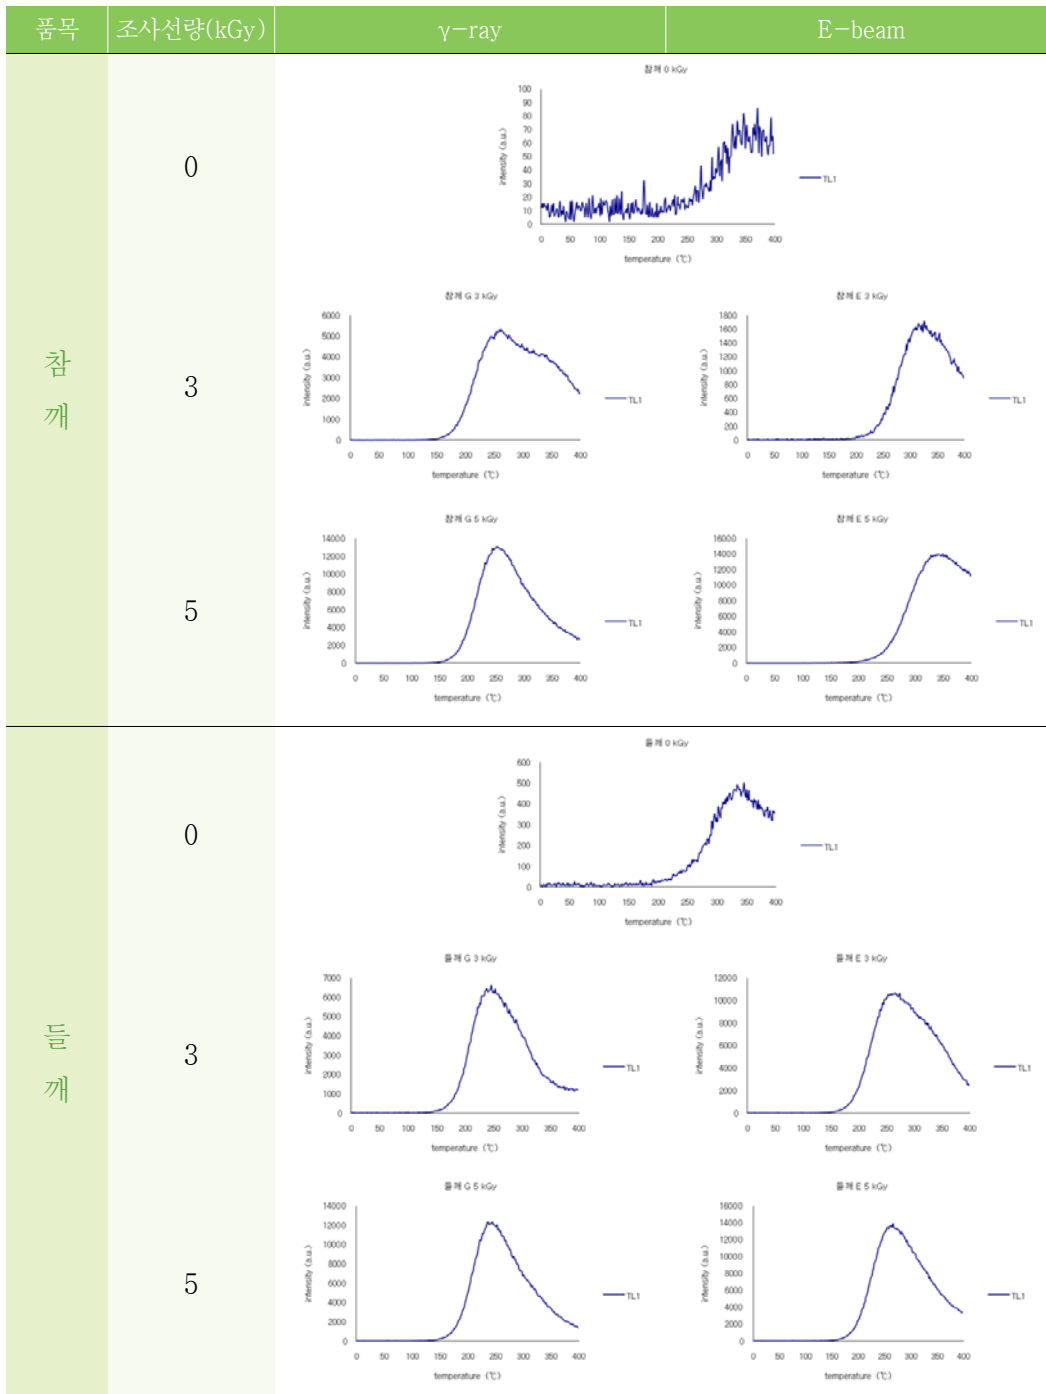 품목 조사선량(kGy) γ-ray E-beam
참깨
0
참깨 0 kGy
intensity (a.u.)
100
90
80
70
60
50
40
30
20
10
0
0 50 100 150 200 250 300 350 400
temperature (℃)
TL1
3
참깨 G 3 kGy
intensity (a.u.)
6000
5000
4000
3000
2000
1000
0
0 50 100 150 200 250 300 350 400
temperature (℃)
TL1
참깨 E 3 kGy
intensity (a.u.)
1800
1600
1400
1200
1000
800
600
400
200
0
0 50 100 150 200 250 300 350 400
temperature (℃)
TL1
5
참깨 G 5 kGy
intensity (a.u.)
14000
12000
10000
8000
6000
4000
2000
0
0 50 100 150 200 250 300 350 400
temperature (℃)
TL1
참깨 E 5 kGy
intensity (a.u.)
16000
14000
12000
10000
8000
6000
4000
2000
0
0 50 100 150 200 250 300 350 400
temperature (℃)
TL1
들깨
0
들깨 0 kGy
intensity (a.u.)
600
500
400
300
200
100
0
0 50 100 150 200 250 300 350 400
temperature (℃)
TL1
3
들깨 G 3 kGy
intensity (a.u.)
7000
6000
5000
4000
3000
2000
1000
0
0 50 100 150 200 250 300 350 400
temperature (℃)
TL1
들깨 E 3 kGy
intensity (a.u.)
12000
10000
8000
6000
4000
2000
0
0 50 100 150 200 250 300 350 400
temperature (℃)
TL1
5
들깨 G 5 kGy
intensity (a.u.)
14000
12000
10000
8000
6000
4000
2000
0
0 50 100 150 200 250 300 350 400
temperature (℃)
TL1
들깨 E 5 kGy
intensity (a.u.)
16000
14000
12000
10000
8000
6000
4000
2000
0
0 50 100 150 200 250 300 350 400
temperature (℃)
TL1